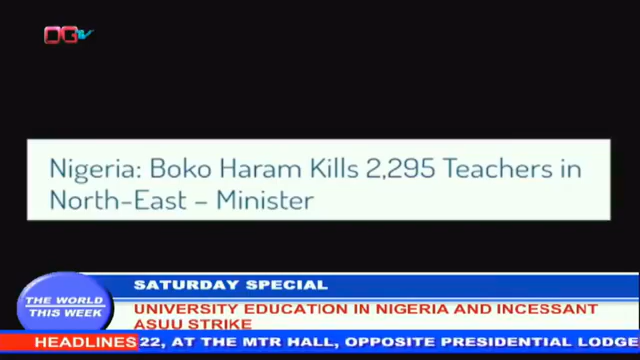 OGTV
Nigeria: Boko Haram Kills 2,295 Teachers in
North-East – Minister
SATURDAY SPECIAL
THE WORLD
THIS WEEK
UNIVERSITY EDUCATION IN NIGERIA AND INCESSANT
ASUU STRIKE
HEADLINES 22, AT THE MTR HALL, OPPOSITE PRESIDENTIAL LODGE